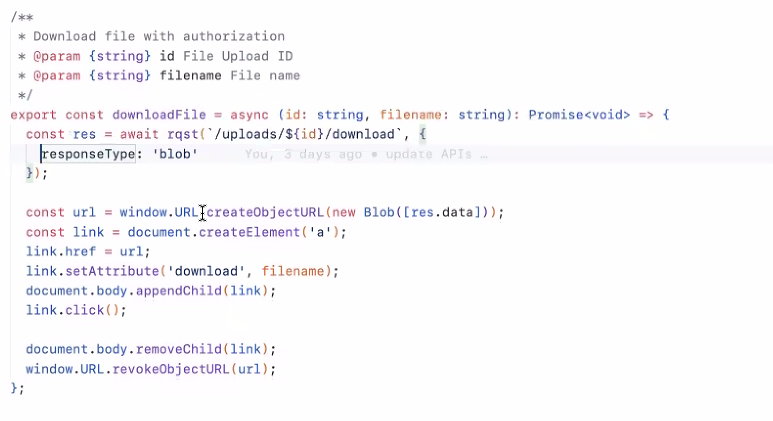 /**
 * Download file with authorization
 * @param {string} id File Upload ID
 * @param {string} filename File name
 */
export const downloadFile = async (id: string, filename: string): Promise<void> => {
  const res = await rqst(`/uploads/${id}/download`, {
    responseType: 'blob' You, 3 days ago • update APIs …
  });

  const url = window.URL.createObjectURL(new Blob([res.data]));
  const link = document.createElement('a');
  link.href = url;
  link.setAttribute('download', filename);
  document.body.appendChild(link);
  link.click();

  document.body.removeChild(link);
  window.URL.revokeObjectURL(url);
};